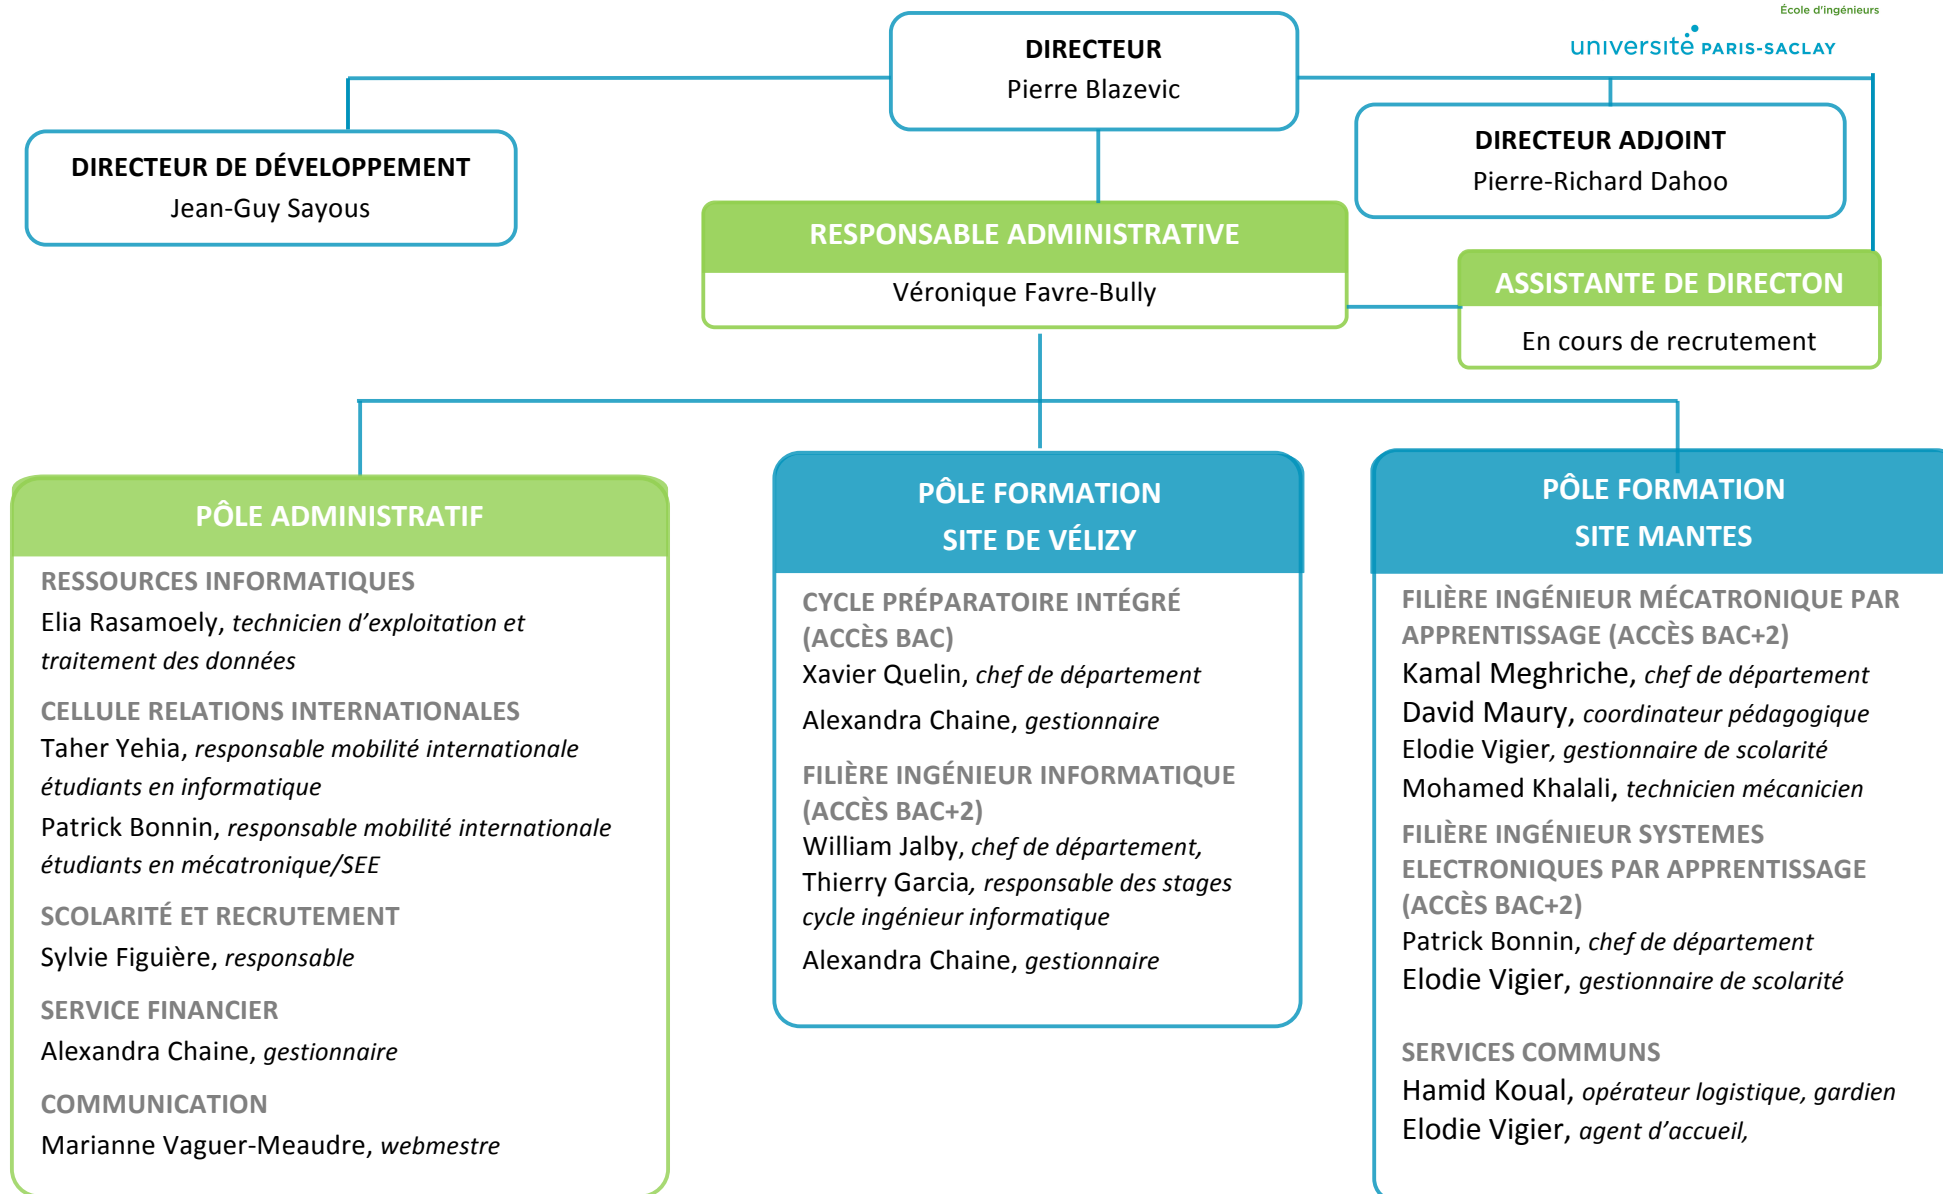 École d'ingénieurs
université PARIS-SACLAY
DIRECTEUR
Pierre Blazevic
DIRECTEUR DE DÉVELOPPEMENT
Jean-Guy Sayous
DIRECTEUR ADJOINT
Pierre-Richard Dahoo
RESPONSABLE ADMINISTRATIVE
Véronique Favre-Bully
ASSISTANTE DE DIRECTON
En cours de recrutement
PÔLE ADMINISTRATIF
RESSOURCES INFORMATIQUES
Elia Rasamoely, technicien d’exploitation et
traitement des données
CELLULE RELATIONS INTERNATIONALES
Taher Yehia, responsable mobilité internationale
étudiants en informatique
Patrick Bonnin, responsable mobilité internationale
étudiants en mécatronique/SEE
SCOLARITÉ ET RECRUTEMENT
Sylvie Figuière, responsable
SERVICE FINANCIER
Alexandra Chaine, gestionnaire
COMMUNICATION
Marianne Vaguer-Meaudre, webmestre
PÔLE FORMATION
SITE DE VÉLIZY
CYCLE PRÉPARATOIRE INTÉGRÉ
(ACCÈS BAC)
Xavier Quelin, chef de département
Alexandra Chaine, gestionnaire
FILIÈRE INGÉNIEUR INFORMATIQUE
(ACCÈS BAC+2)
William Jalby, chef de département,
Thierry Garcia, responsable des stages
cycle ingénieur informatique
Alexandra Chaine, gestionnaire
PÔLE FORMATION
SITE MANTES
FILIÈRE INGÉNIEUR MÉCATRONIQUE PAR
APPRENTISSAGE (ACCÈS BAC+2)
Kamal Meghriche, chef de département
David Maury, coordinateur pédagogique
Elodie Vigier, gestionnaire de scolarité
Mohamed Khalali, technicien mécanicien
FILIÈRE INGÉNIEUR SYSTEMES
ELECTRONIQUES PAR APPRENTISSAGE
(ACCÈS BAC+2)
Patrick Bonnin, chef de département
Elodie Vigier, gestionnaire de scolarité
SERVICES COMMUNS
Hamid Koual, opérateur logistique, gardien
Elodie Vigier, agent d’accueil,